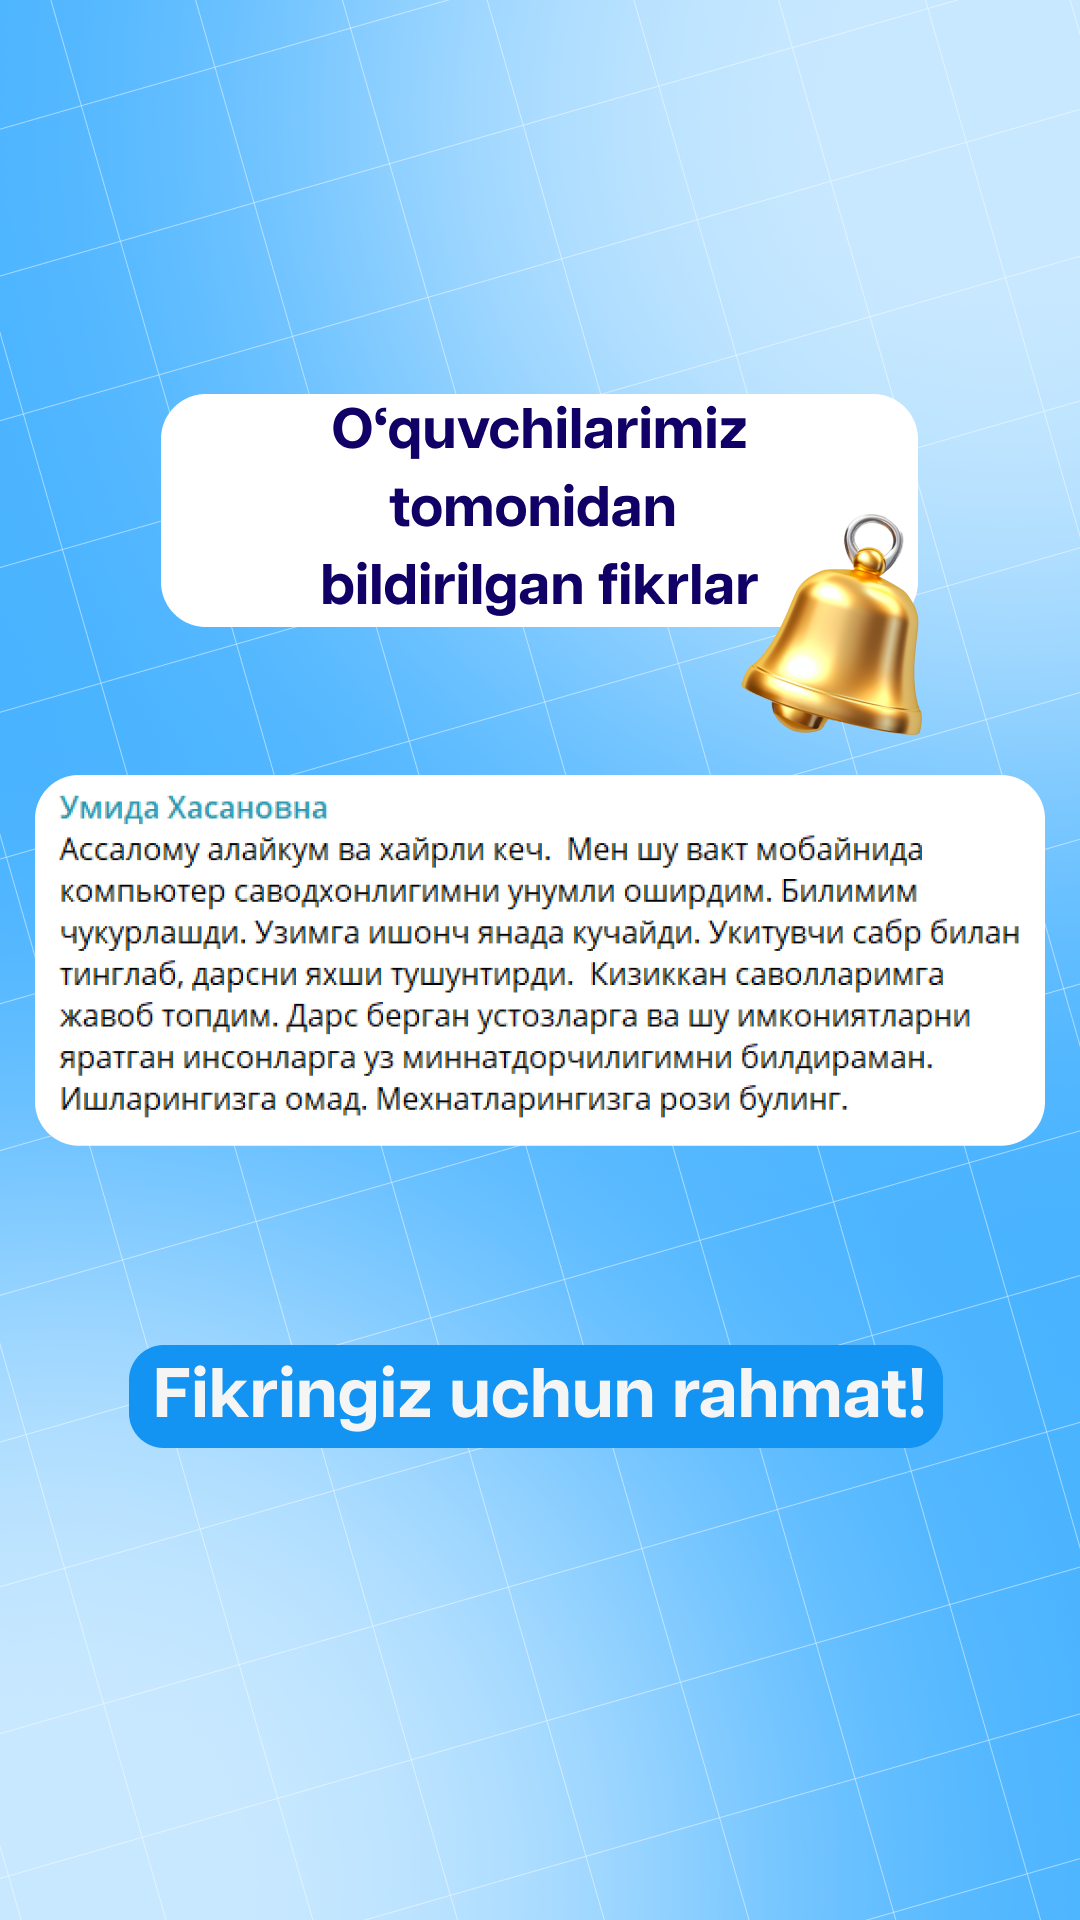 O‘quvchilarimiz
tomonidan
bildirilgan fikrlar
Умида Хасановна
Ассалому алайкум ва хайрли кеч.  Мен шу вакт мобайнида
компьютер саводхонлигимни унумли оширдим. Билимим
чукурлашди. Узимга ишонч янада кучайди. Укитувчи сабр билан
тинглаб, дарсни яхши тушунтирди.  Кизиккан саволларимга
жавоб топдим. Дарс берган устозларга ва шу имкониятларни
яратган инсонларга уз миннатдорчилигимни билдираман.
Ишларингизга омад. Мехнатларингизга рози булинг.
Fikringiz uchun rahmat!